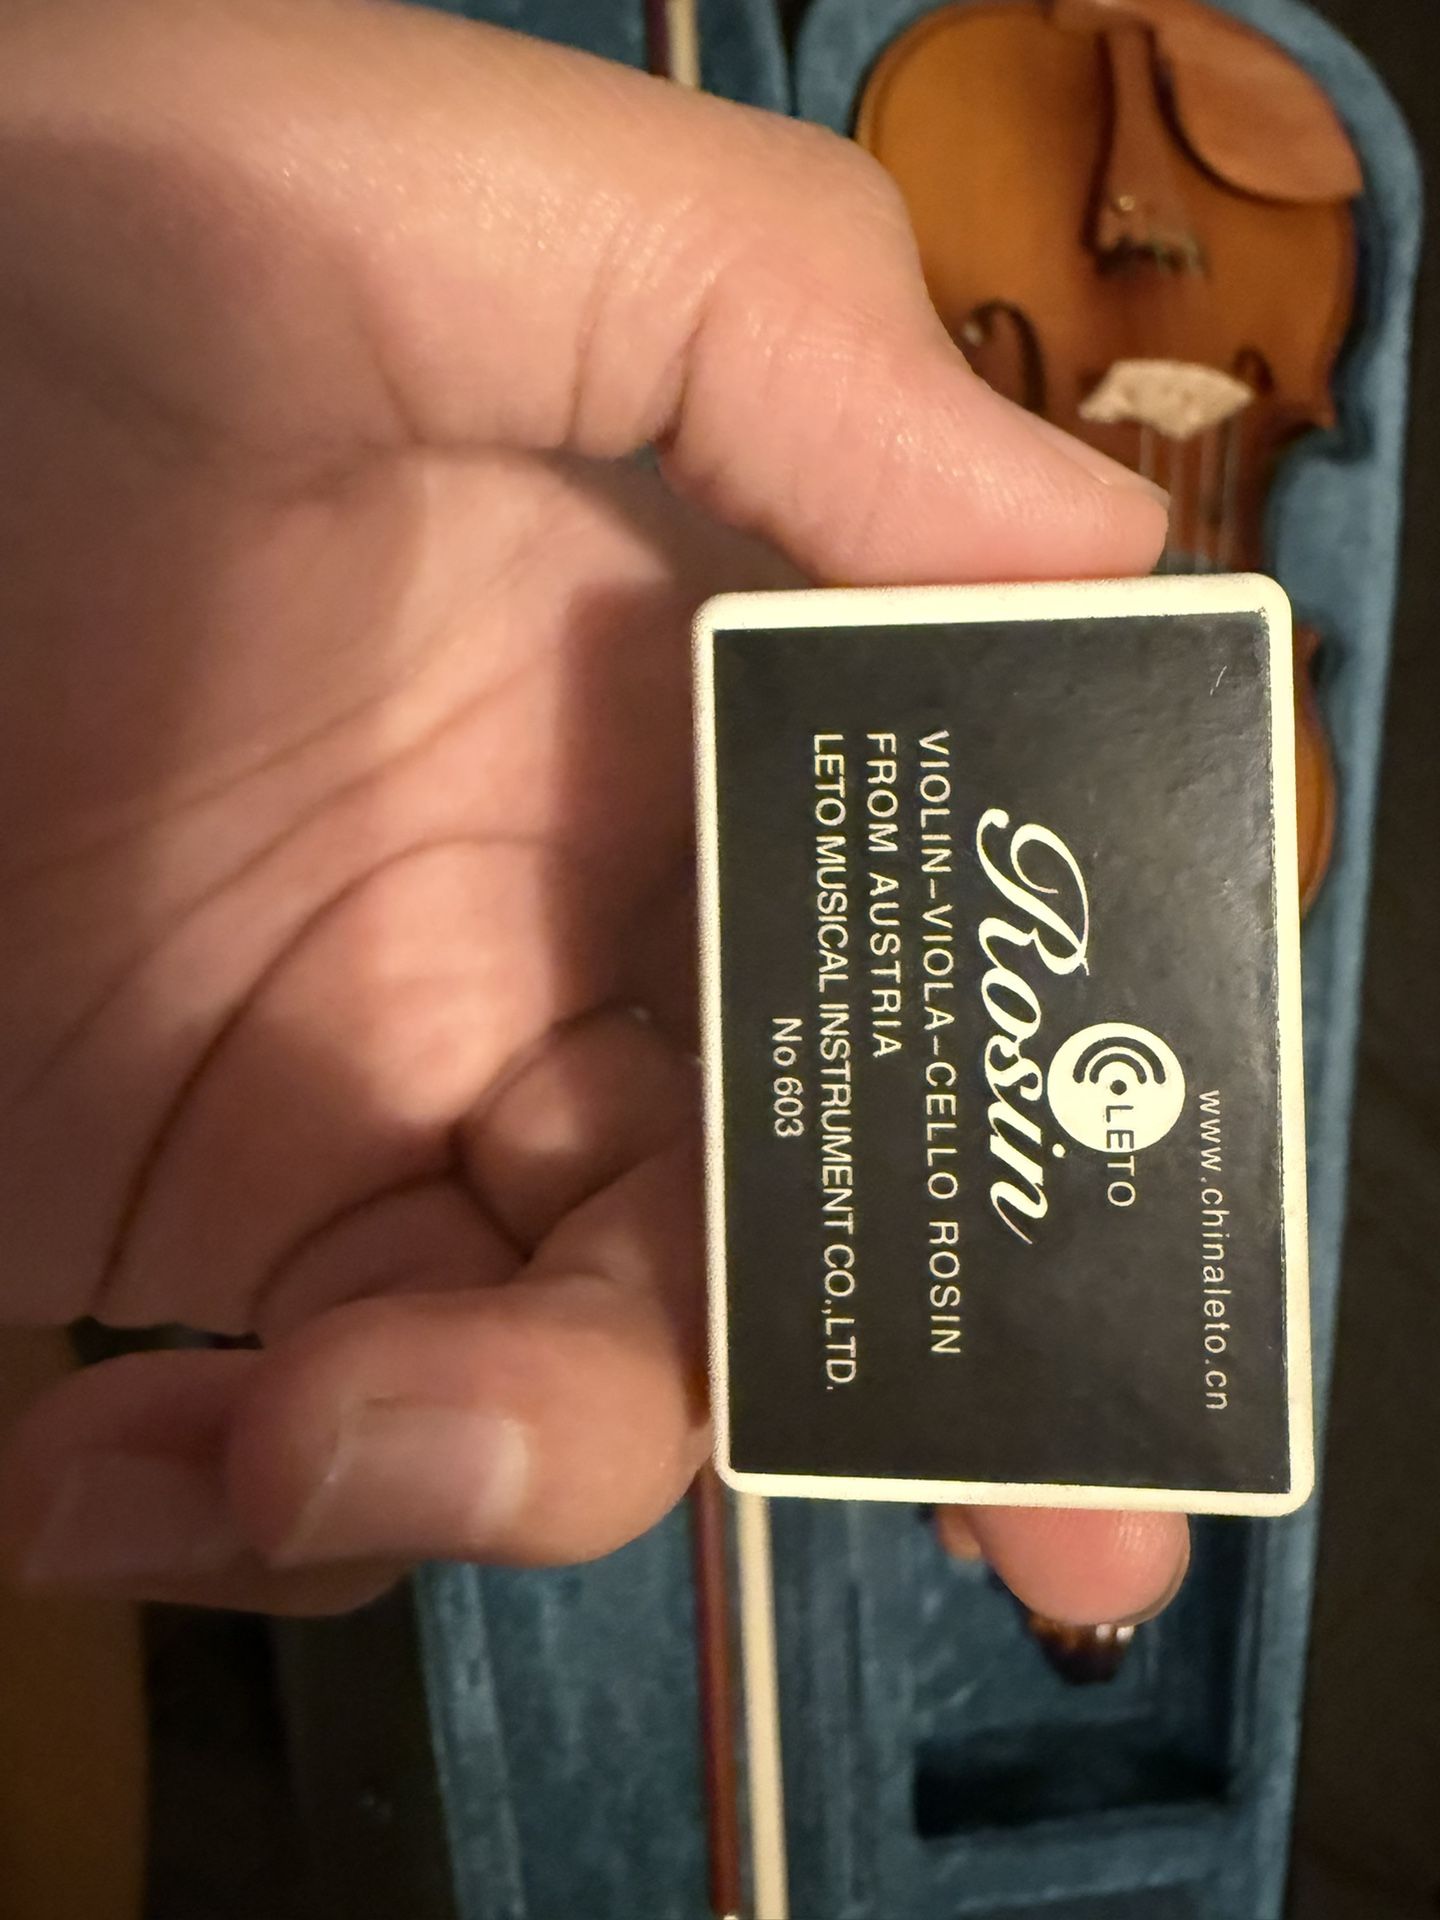 www.chinaleto.cn
LETO
Rosin
VIOLIN-VIOLA-CELLO ROSIN
FROM AUSTRIA
LETO MUSICAL INSTRUMENT CO.,LTD.
No 603